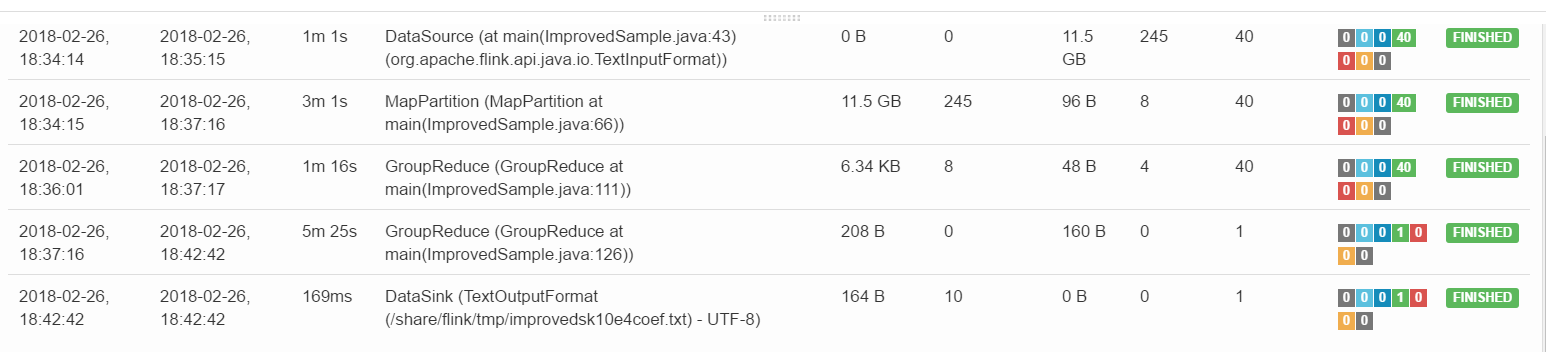 2018-02-26, 2018-02-26, 1m 1s DataSource (at main(ImprovedSample.java:43) 0 B 0 11.5 245 40 0 0 0 40 FINISHED
18:34:14 18:35:15 (org.apache.flink.api.java.io.TextInputFormat)) GB 0 0 0
2018-02-26, 2018-02-26, 3m 1s MapPartition (MapPartition at 11.5 GB 245 96 B 8 40 0 0 0 40 FINISHED
18:34:15 18:37:16 main(ImprovedSample.java:66)) 0 0 0
2018-02-26, 2018-02-26, 1m 16s GroupReduce (GroupReduce at 6.34 KB 8 48 B 4 40 0 0 0 40 FINISHED
18:36:01 18:37:17 main(ImprovedSample.java:111)) 0 0 0
2018-02-26, 2018-02-26, 5m 25s GroupReduce (GroupReduce at 208 B 0 160 B 0 1 0 0 0 1 0 FINISHED
18:37:16 18:42:42 main(ImprovedSample.java:126)) 0 0
2018-02-26, 2018-02-26, 169ms DataSink (TextOutputFormat 164 B 10 0 B 0 1 0 0 0 1 0 FINISHED
18:42:42 18:42:42 (/share/flink/tmp/improvedsk10e4coef.txt) - UTF-8) 0 0